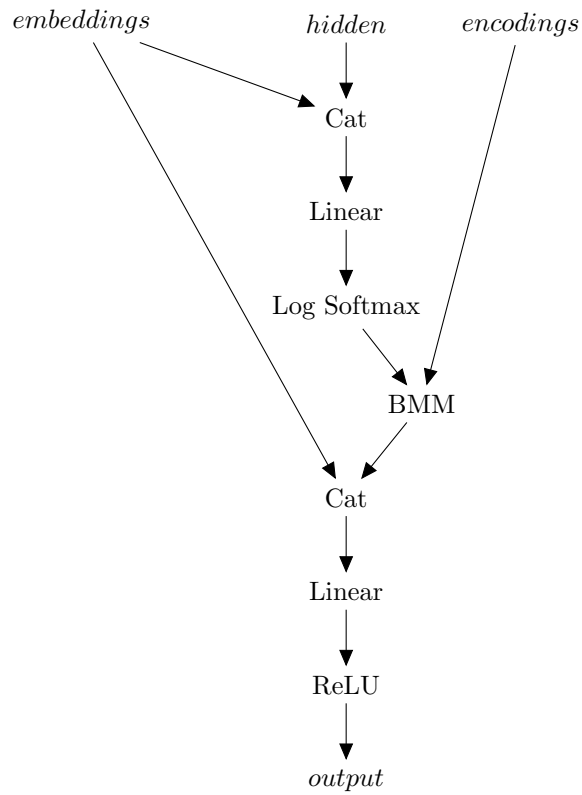 embeddings hidden encodings
Cat
Linear
Log Softmax
BMM
Cat
Linear
ReLU
output